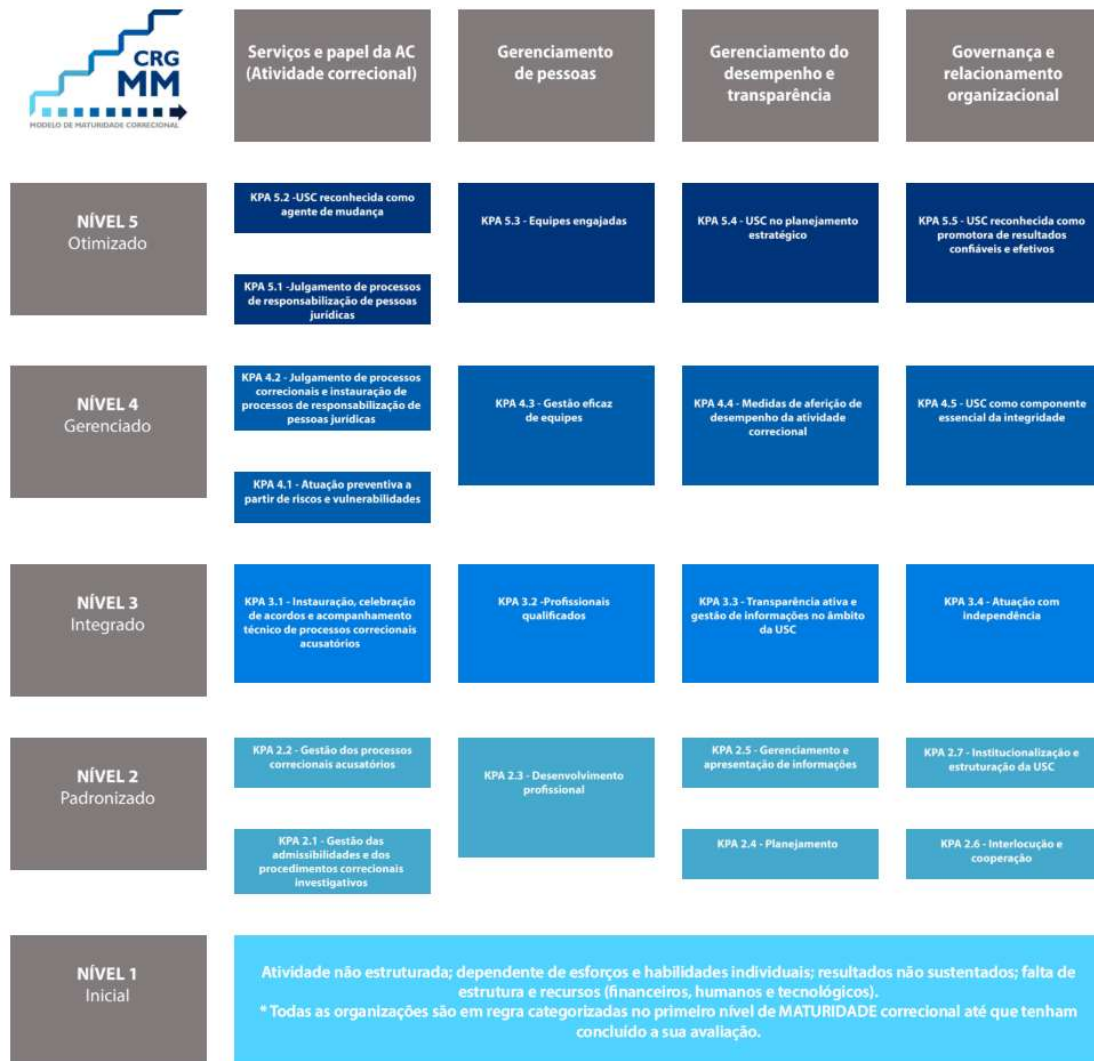 CRG
MM
MODELO DE MATURIDADE CORRECIONAL
Serviços e papel da AC
(Atividade correcional)
Gerenciamento
de pessoas
Gerenciamento do
desempenho e
transparência
Governança e
relacionamento
organizacional
NÍVEL 5
Otimizado
KPA 5.2 -USC reconhecida como
agente de mudança
KPA 5.1 -Julgamento de processos
de responsabilização de pessoas
jurídicas
KPA 5.3 - Equipes engajadas
KPA 5.4 - USC no planejamento
estratégico
KPA 5.5 - USC reconhecida como
promotora de resultados
confiáveis e efetivos
NÍVEL 4
Gerenciado
KPA 4.2 - Julgamento de processos
correcionais e instauração de
processos de responsabilização de
pessoas jurídicas
KPA 4.1 - Atuação preventiva a
partir de riscos e vulnerabilidades
KPA 4.3 - Gestão eficaz
de equipes
KPA 4.4 - Medidas de aferição de
desempenho da atividade
correcional
KPA 4.5 - USC como componente
essencial da integridade
NÍVEL 3
Integrado
KPA 3.1 - Instauração, celebração
de acordos e acompanhamento
técnico de processos correcionais
acusatórios
KPA 3.2 -Profissionais
qualificados
KPA 3.3 - Transparência ativa e
gestão de informações no âmbito
da USC
KPA 3.4 - Atuação com
independência
NÍVEL 2
Padronizado
KPA 2.2 - Gestão dos processos
correcionais acusatórios
KPA 2.1 - Gestão das
admissibilidades e dos
procedimentos correcionais
investigativos
KPA 2.3 - Desenvolvimento
profissional
KPA 2.5 - Gerenciamento e
apresentação de informações
KPA 2.4 - Planejamento
KPA 2.7 - Institucionalização e
estruturação da USC
KPA 2.6 - Interlocução e
cooperação
NÍVEL 1
Inicial
Atividade não estruturada; dependente de esforços e habilidades individuais; resultados não sustentados; falta de
estrutura e recursos (financeiros, humanos e tecnológicos).
* Todas as organizações são em regra categorizadas no primeiro nível de MATURIDADE correcional até que tenham
concluído a sua avaliação.